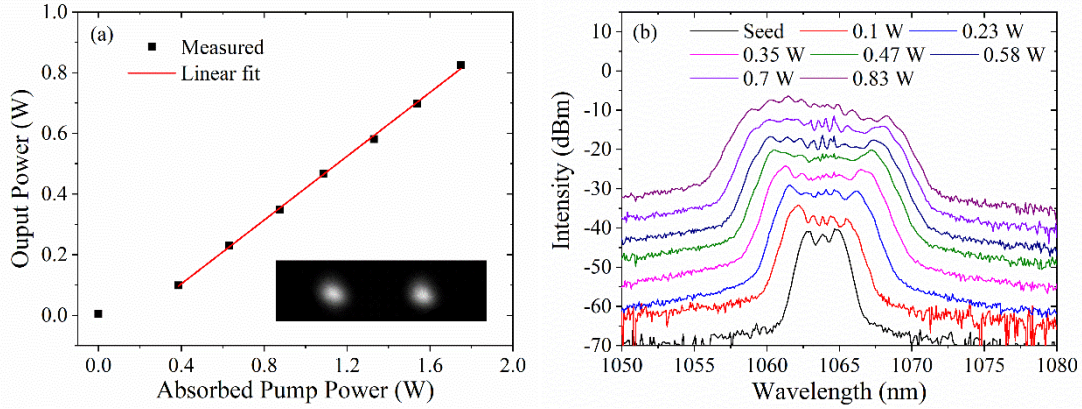 (a)
Measured
Linear fit
Ouput Power (W)
1.0
0.8
0.6
0.4
0.2
0.0
0.0 0.4 0.8 1.2 1.6 2.0
Absorbed Pump Power (W)
(b)
Seed 0.1 W 0.23 W
0.35 W 0.47 W 0.58 W
0.7 W 0.83 W
Intensity (dBm)
10
0
-10
-20
-30
-40
-50
-60
-70
1050 1055 1060 1065 1070 1075 1080
Wavelength (nm)